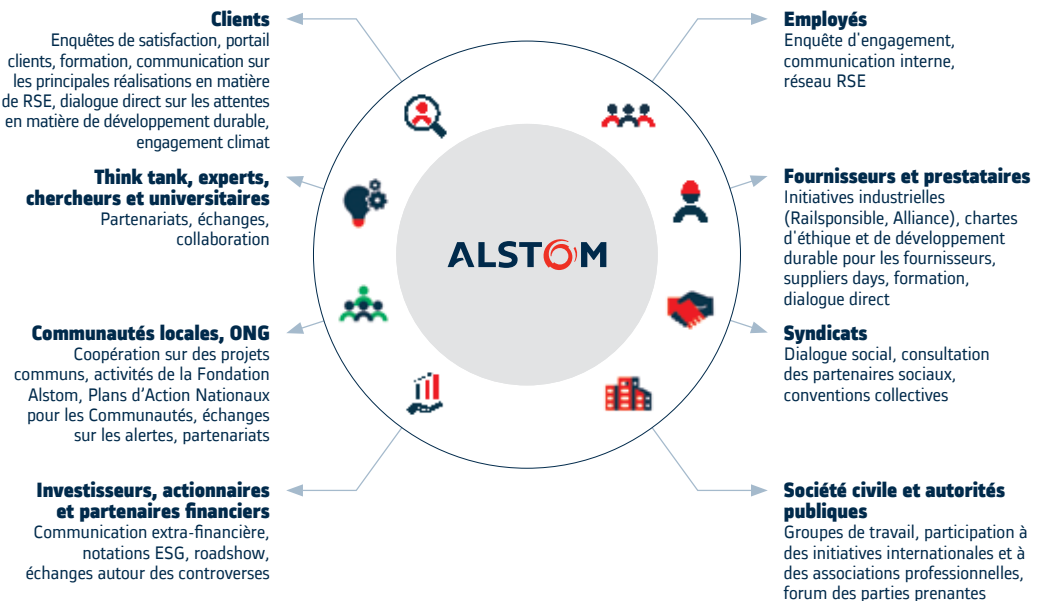 Clients
Enquêtes de satisfaction, portail
clients, formation, communication sur
les principales réalisations en matière
de RSE, dialogue direct sur les attentes
en matière de développement durable,
engagement climat
Think tank, experts,
chercheurs et universitaires
Partenariats, échanges,
collaboration
Communautés locales, ONG
Coopération sur des projets
communs, activités de la Fondation
Alstom, Plans d'Action Nationaux
pour les Communautés, échanges
sur les alertes, partenariats
Investisseurs, actionnaires
et partenaires financiers
Communication extra-financière,
notations ESG, roadshow,
échanges autour des controverses
ALSTOM
Employés
Enquête d'engagement,
communication interne,
réseau RSE
Fournisseurs et prestataires
Initiatives industrielles
(Railsponsible, Alliance), chartes
d'éthique et de développement
durable pour les fournisseurs,
suppliers days, formation,
dialogue direct
Syndicats
Dialogue social, consultation
des partenaires sociaux,
conventions collectives
Société civile et autorités
publiques
Groupes de travail, participation à
des initiatives internationales et à
des associations professionnelles,
forum des parties prenantes